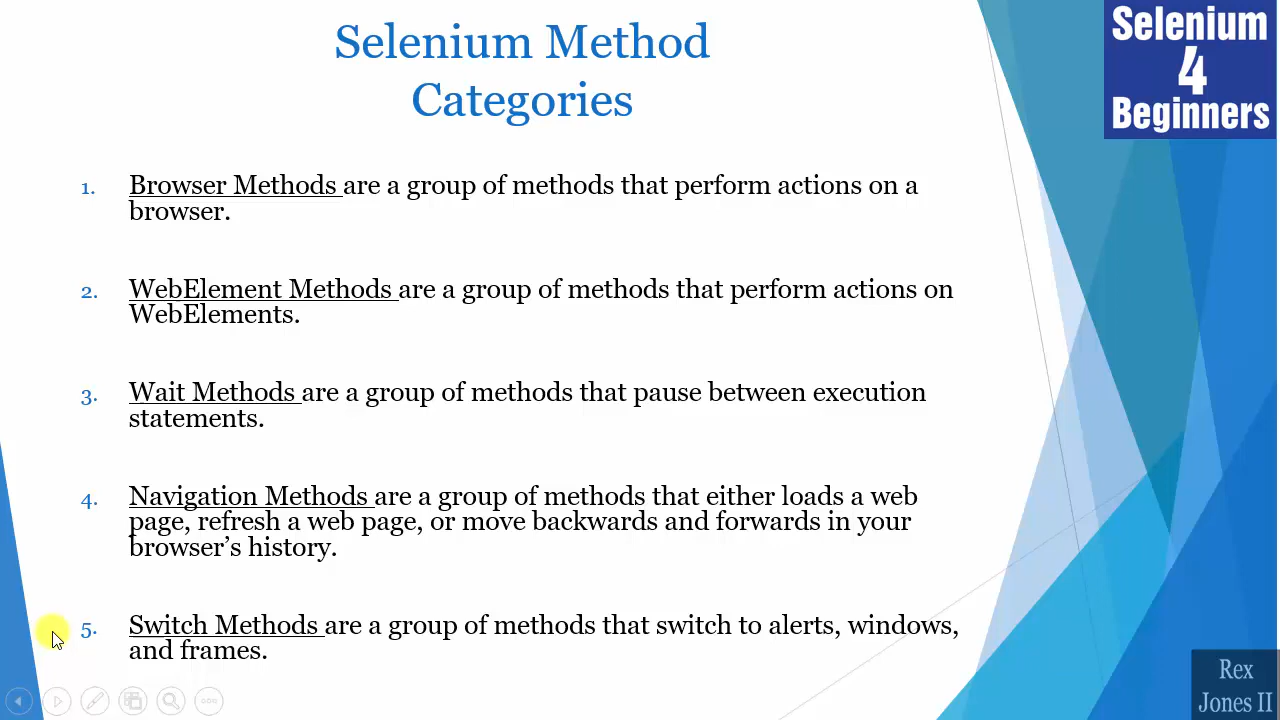 Selenium Method
Categories
Selenium
4
Beginners
1. Browser Methods are a group of methods that perform actions on a
browser.
2. WebElement Methods are a group of methods that perform actions on
WebElements.
3. Wait Methods are a group of methods that pause between execution
statements.
4. Navigation Methods are a group of methods that either loads a web
page, refresh a web page, or move backwards and forwards in your
browser’s history.
5. Switch Methods are a group of methods that switch to alerts, windows,
and frames.
Rex
Jones II